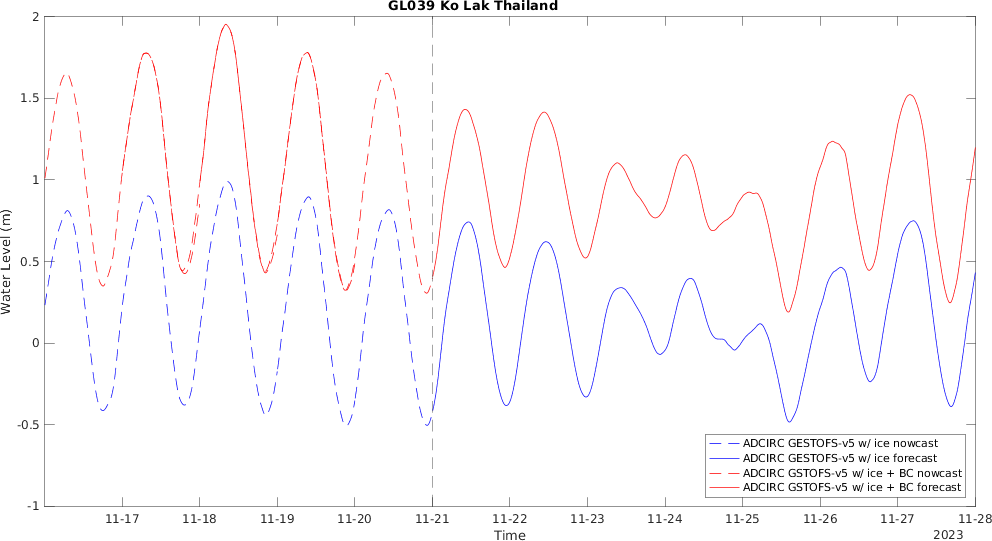 GL039 Ko Lak Thailand
2
1.5
1
0.5
0
-0.5
-1
Water Level (m)
11-17 11-18 11-19 11-20 11-21 11-22 11-23 11-24 11-25 11-26 11-27 11-28
Time
2023
ADCIRC GESTOFS-v5 w/ ice nowcast
ADCIRC GESTOFS-v5 w/ ice forecast
ADCIRC GSTOFS-v5 w/ ice + BC nowcast
ADCIRC GSTOFS-v5 w/ ice + BC forecast